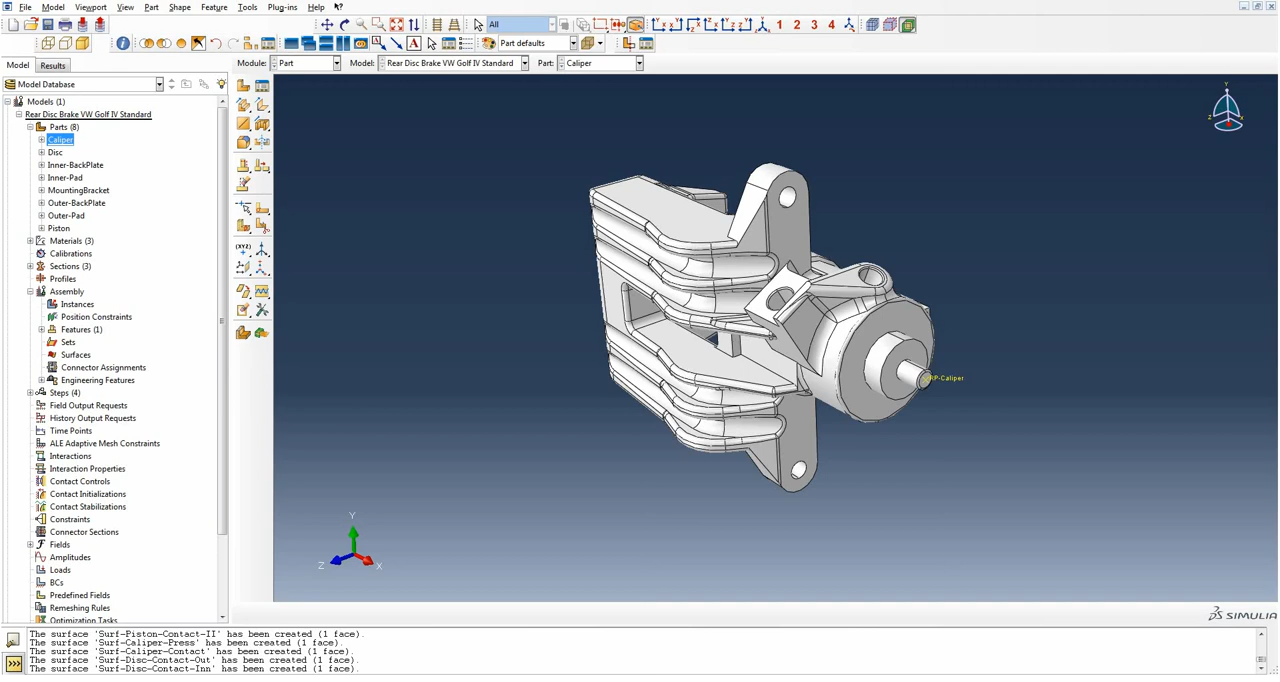 File Model Viewport View Part Shape Feature Tools Plug-ins Help
All
1 2 3 4
Part defaults
Model Results
Module: Part Model: Rear Disc Brake VW Golf IV Standard Part: Caliper
Model Database
Models (1)
Rear Disc Brake VW Golf IV Standard
Parts (8)
Caliper
Disc
Inner-BackPlate
Inner-Pad
MountingBracket
Outer-BackPlate
Outer-Pad
Piston
Materials (3)
Calibrations
Sections (3)
Profiles
Assembly
Instances
Position Constraints
Features (1)
Sets
Surfaces
Connector Assignments
Engineering Features
Steps (4)
Field Output Requests
History Output Requests
Time Points
ALE Adaptive Mesh Constraints
Interactions
Interaction Properties
Contact Controls
Contact Initializations
Contact Stabilizations
Constraints
Connector Sections
Fields
Amplitudes
Loads
BCs
Predefined Fields
Remeshing Rules
Optimization Tasks
(XYZ)
RP-Caliper
Y
Z
X
Y
Z X
SIMULIA
The surface 'Surf-Piston-Contact-II' has been created (1 face).
The surface 'Surf-Caliper-Press' has been created (1 face).
The surface 'Surf-Caliper-Contact' has been created (1 face).
The surface 'Surf-Disc-Contact-Out' has been created (1 face).
The surface 'Surf-Disc-Contact-Inn' has been created (1 face).